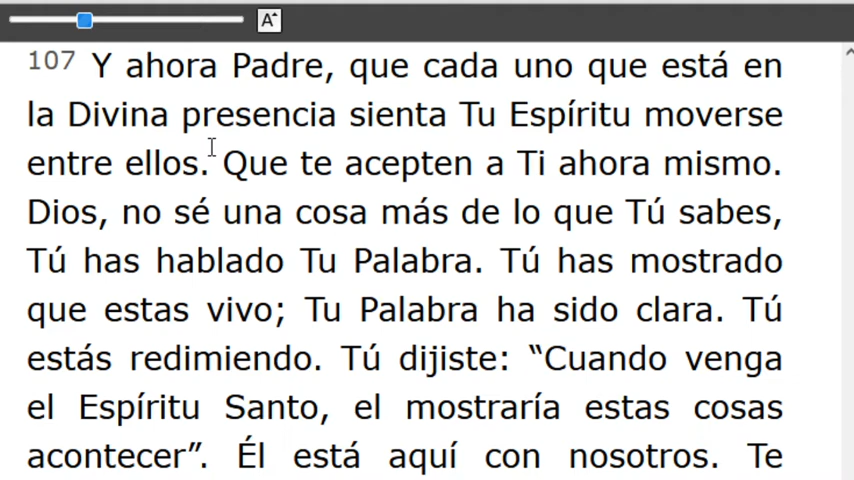 A
107 Y ahora Padre, que cada uno que está en
la Divina presencia sienta Tu Espíritu moverse
entre ellos. Que te acepten a Ti ahora mismo.
Dios, no sé una cosa más de lo que Tú sabes,
Tú has hablado Tu Palabra. Tú has mostrado
que estas vivo; Tu Palabra ha sido clara. Tú
estás redimiendo. Tú dijiste: “Cuando venga
el Espíritu Santo, el mostraría estas cosas
acontecer”. Él está aquí con nosotros. Te